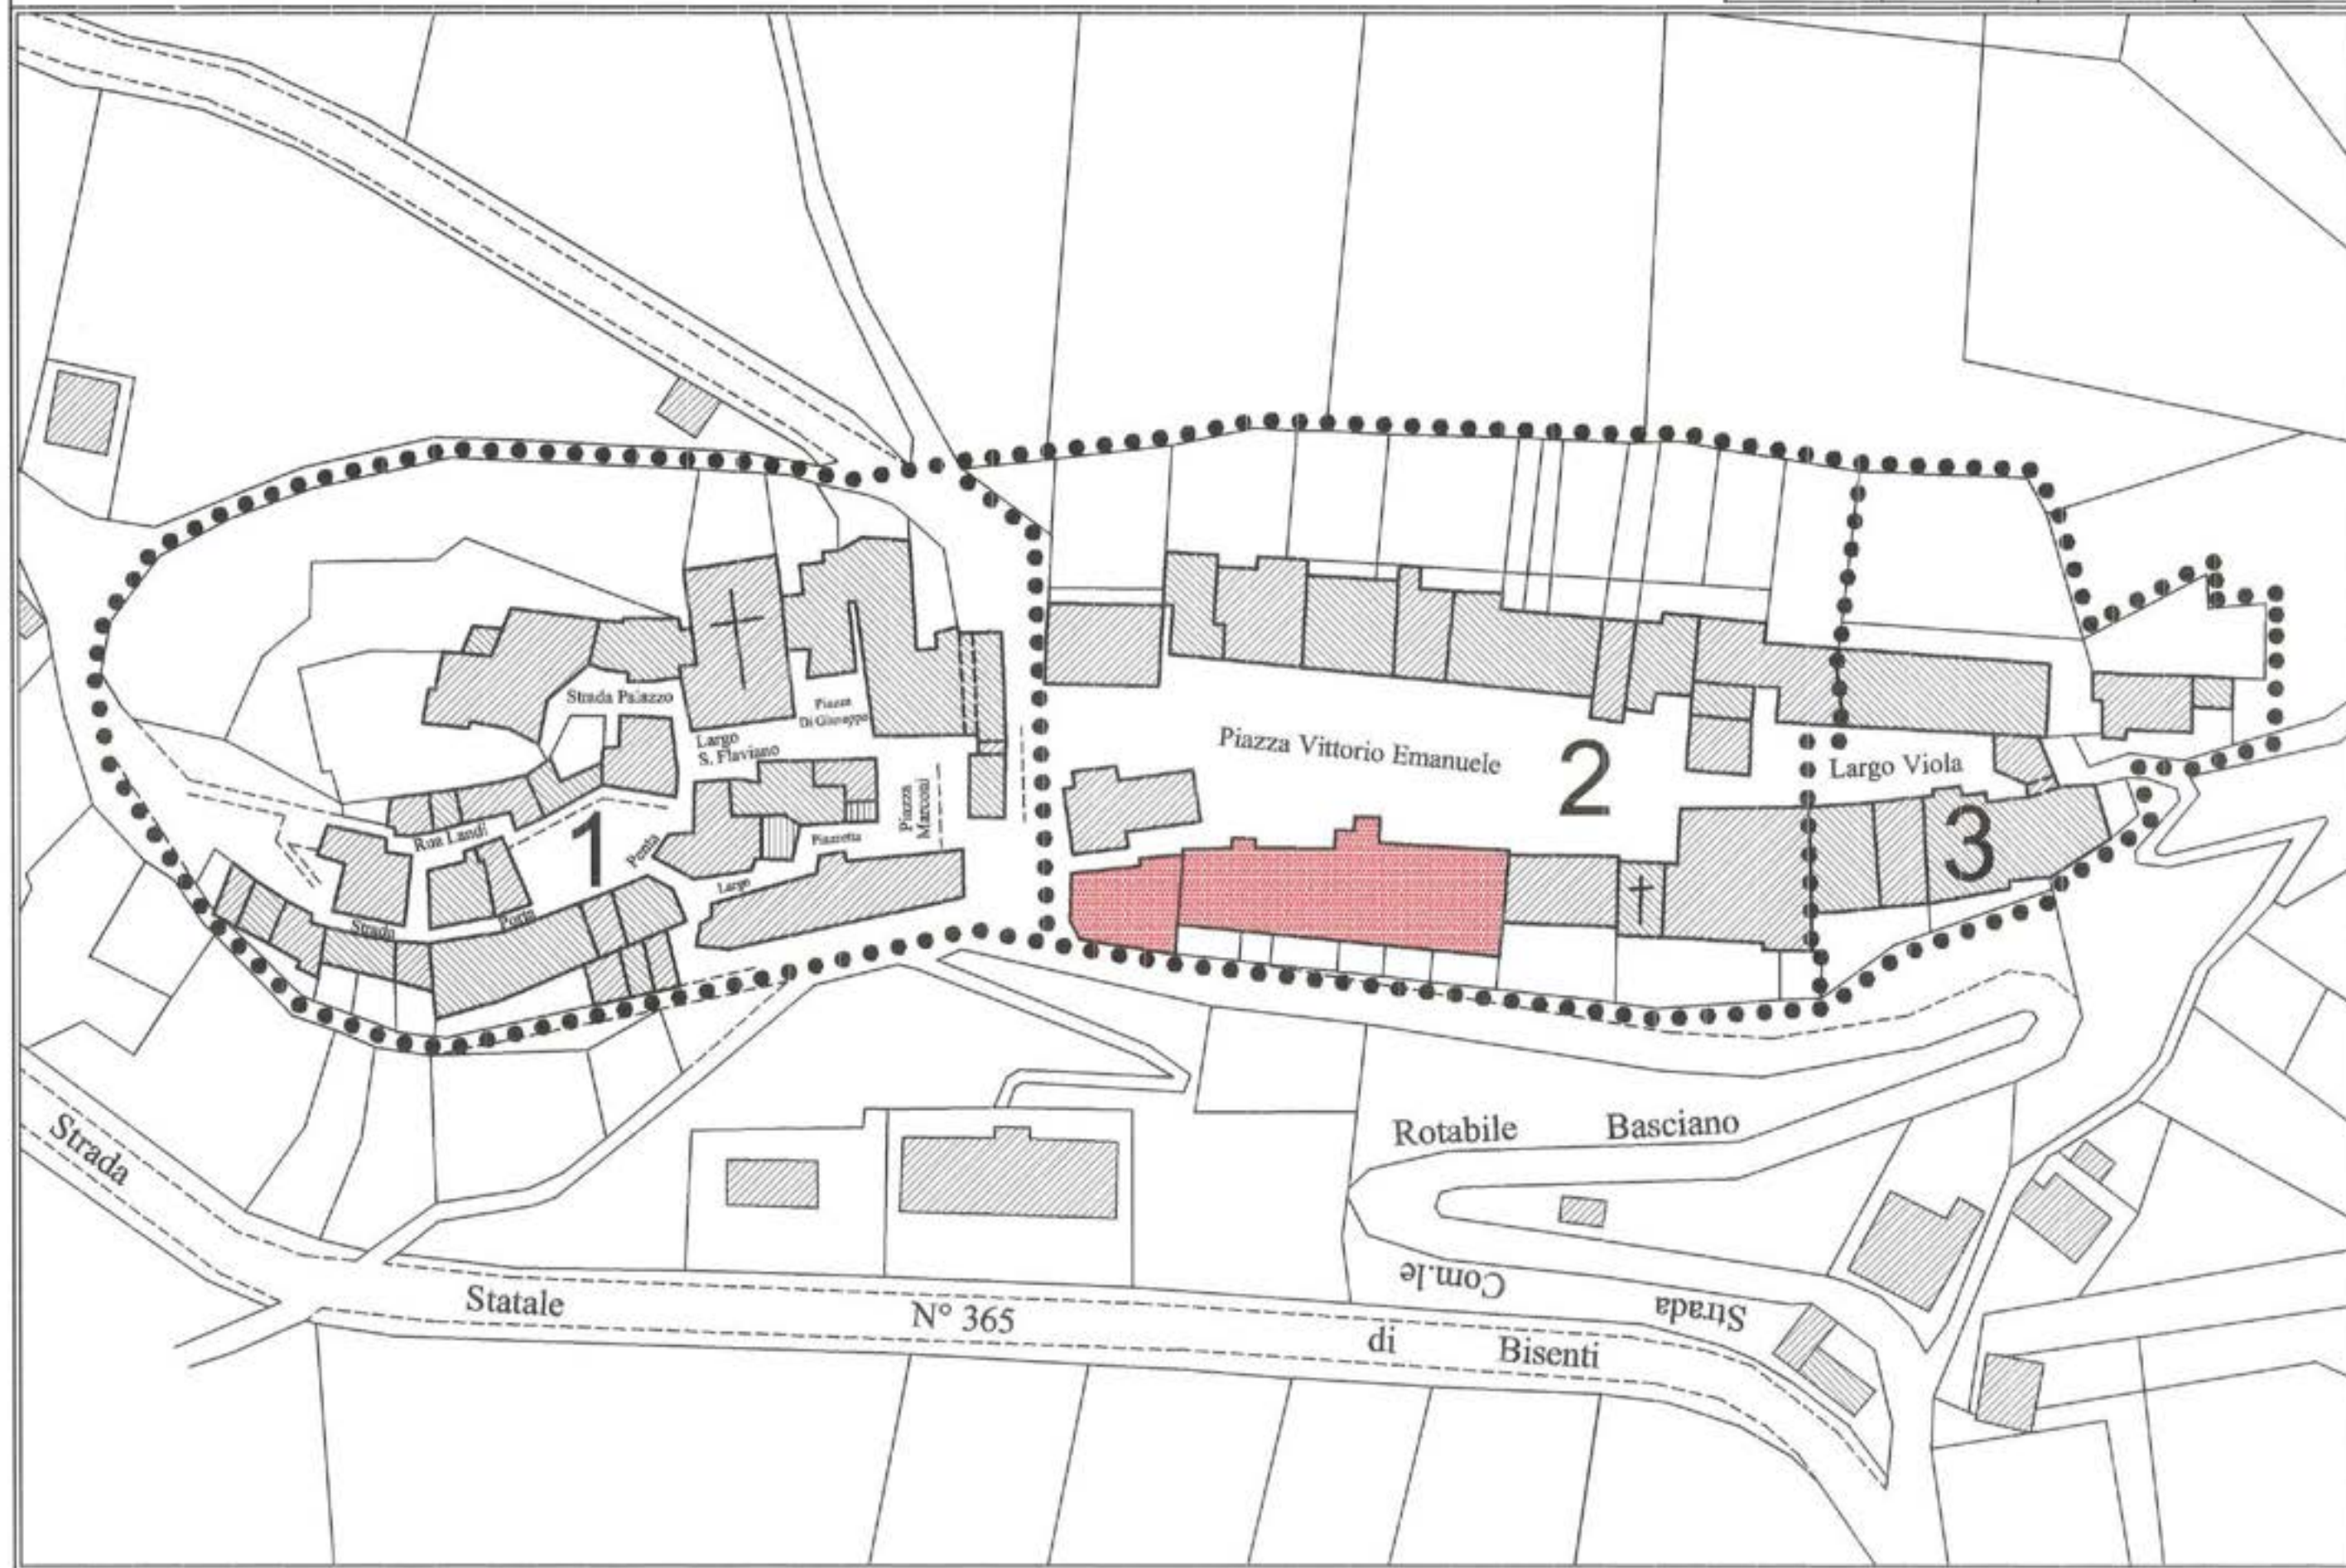 Strada Palazzo
Piazza
Di Giuseppe
Largo
S. Flaviano
Piazza Vittorio Emanuele
2
Largo Viola
Piazza
Marconi
Rua Landi
1
Penta
Piazzetta
3
Largo
Strada
Porta
Strada
Rotabile Basciano
Com.le
Strada
Statale N° 365 di Bisenti